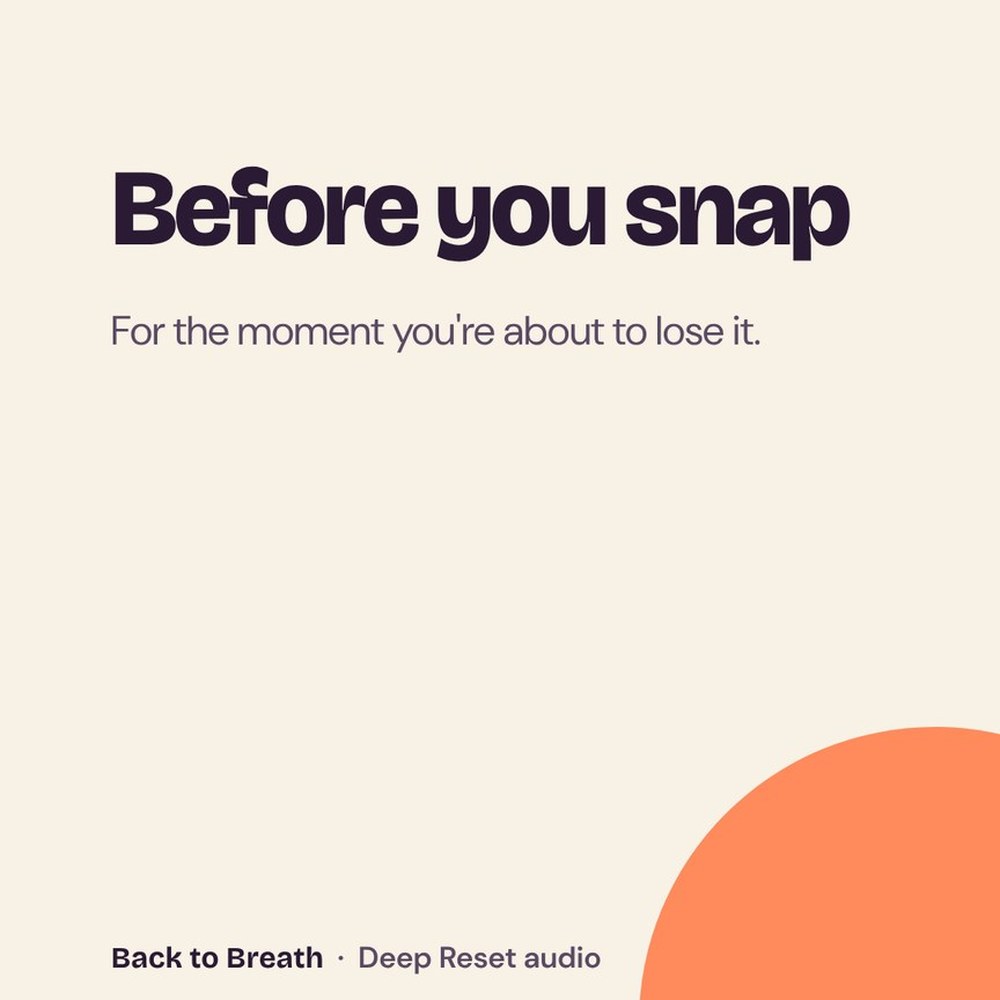 Before you snap
For the moment you're about to lose it.
Back to Breath · Deep Reset audio